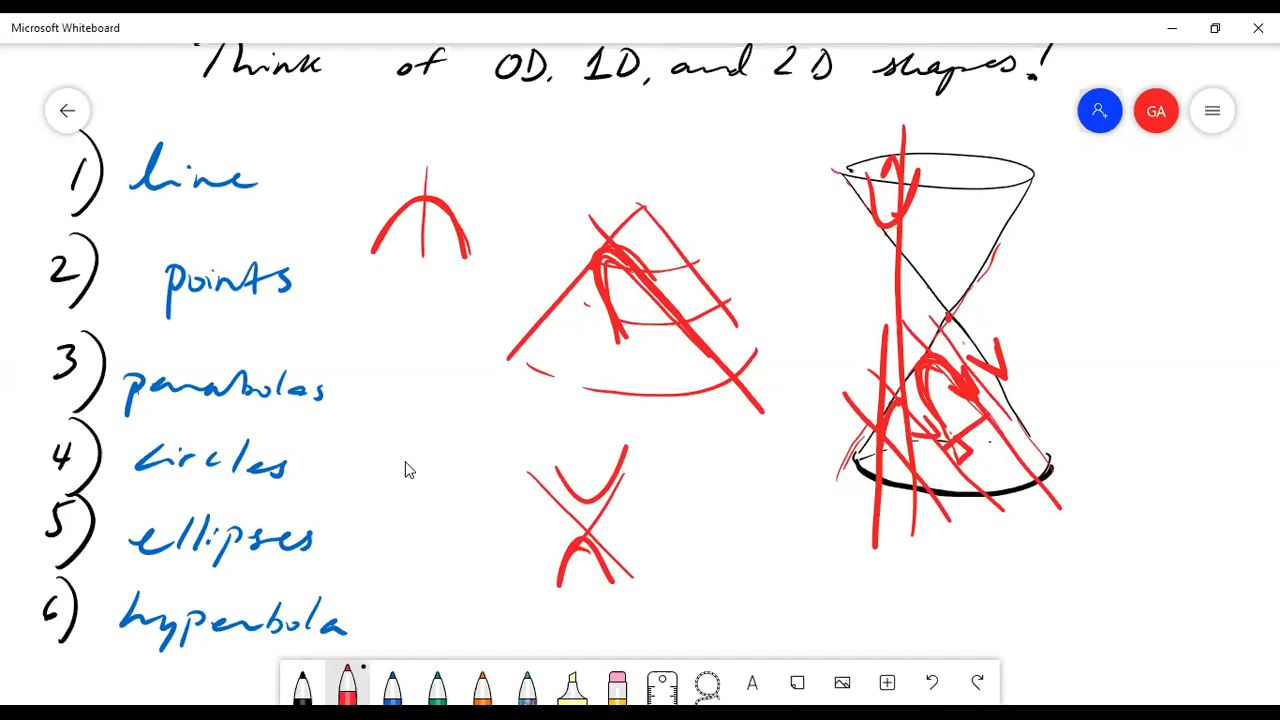 Microsoft Whiteboard
Think of 0D, 1D, and 2D shapes!
GA
1) line
2) points
3) parabolas
4) circles
5) ellipses
6) hyperbola
A